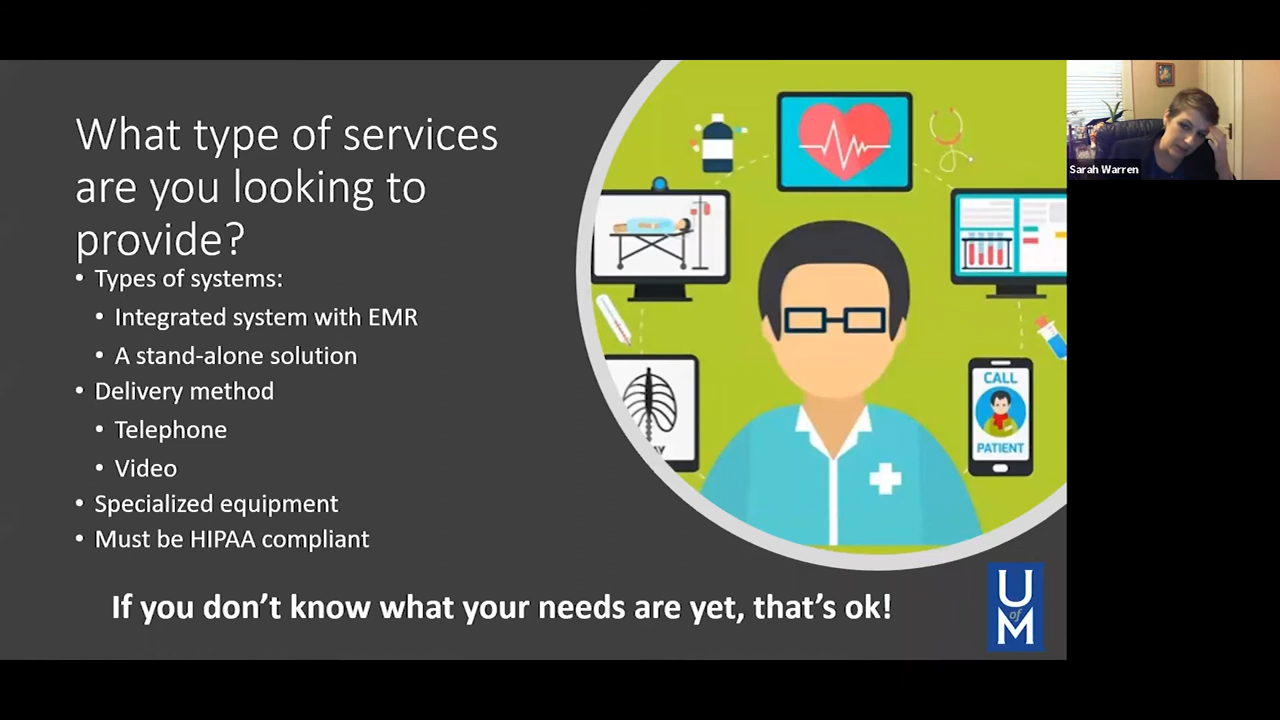 What type of services
are you looking to
provide?
• Types of systems:
• Integrated system with EMR
• A stand-alone solution
• Delivery method
• Telephone
• Video
• Specialized equipment
• Must be HIPAA compliant
If you don't know what your needs are yet, that's ok!
CALL
PATIENT
U
of
M
Sarah Warren